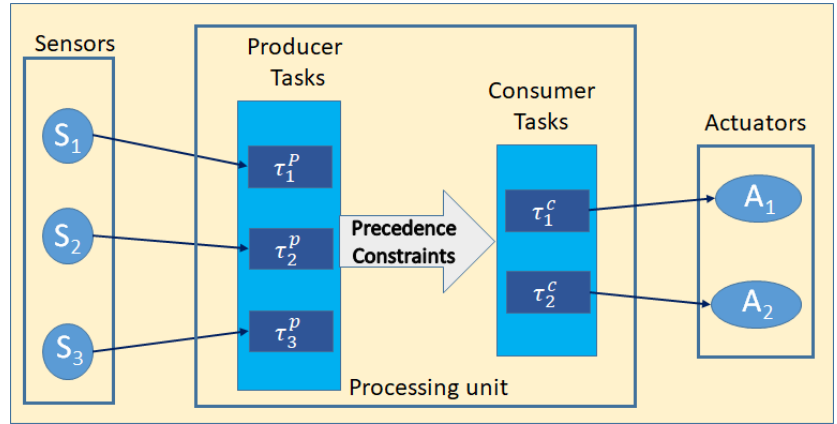 Sensors
S₁
S₂
S₃
Producer
Tasks
τ₁ᴾ
τ₂ᵖ
τ₃ᵖ
Precedence
Constraints
Consumer
Tasks
τ₁ᶜ
τ₂ᶜ
Processing unit
Actuators
A₁
A₂